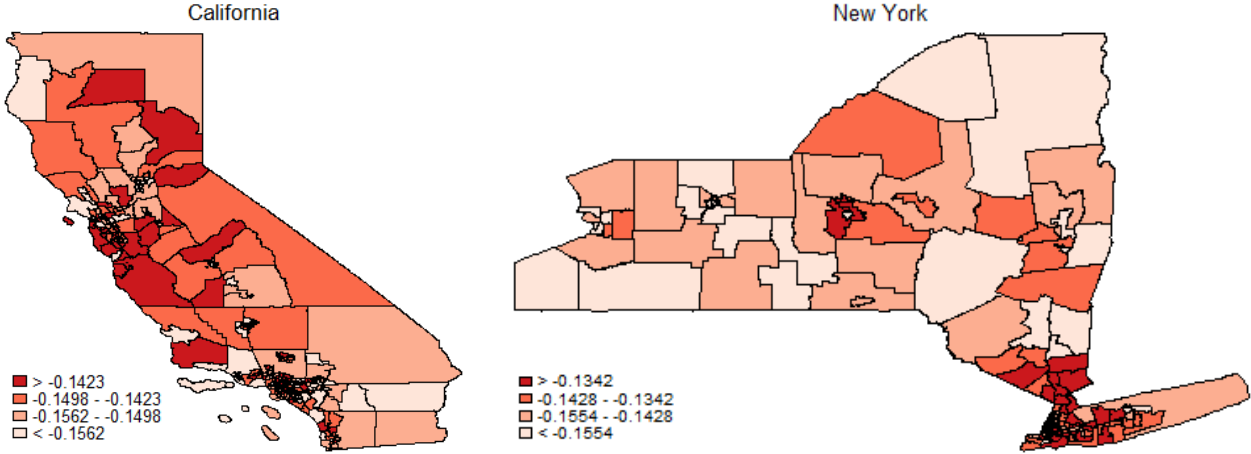 California
New York
> -0.1423
-0.1498 - -0.1423
-0.1562 - -0.1498
< -0.1562
> -0.1342
-0.1428 - -0.1342
-0.1554 - -0.1428
< -0.1554